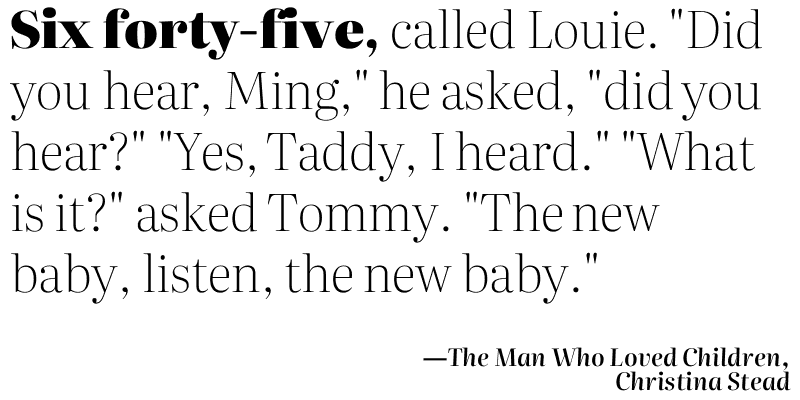 Six forty-five, called Louie. "Did
you hear, Ming," he asked, "did you
hear?" "Yes, Taddy, I heard." "What
is it?" asked Tommy. "The new
baby, listen, the new baby."
—The Man Who Loved Children,
Christina Stead